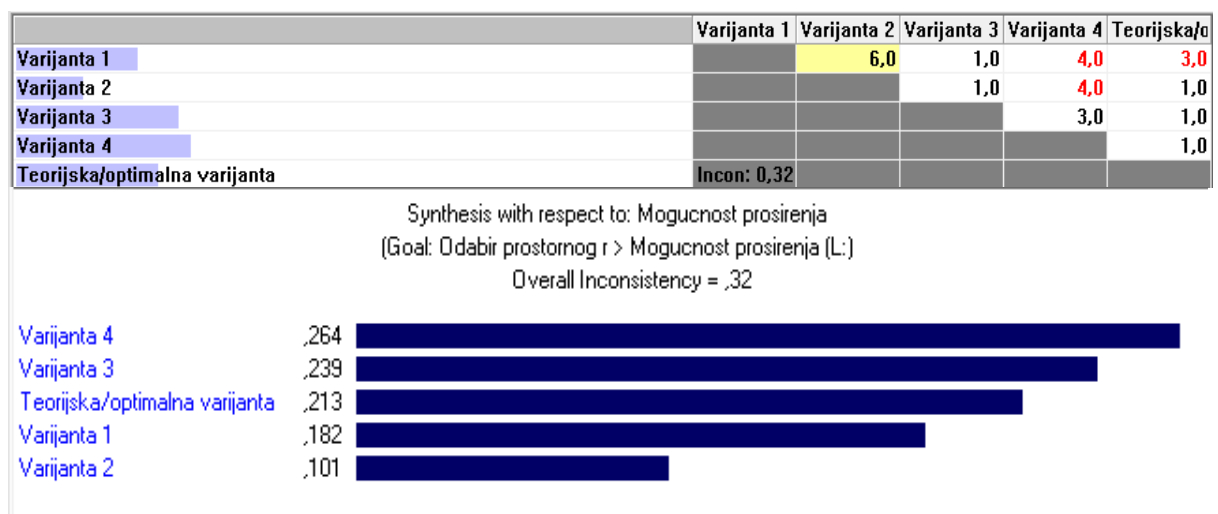 Varijanta 1 Varijanta 2 Varijanta 3 Varijanta 4 Teorijska/o
Varijanta 1 6,0 1,0 4,0 3,0
Varijanta 2 1,0 4,0 1,0
Varijanta 3 3,0 1,0
Varijanta 4 1,0
Teorijska/optimalna varijanta Incon: 0,32
Synthesis with respect to: Mogucnost prosirenja
(Goal: Odabir prostornog r > Mogucnost prosirenja (L:)
Overall Inconsistency = ,32
Varijanta 4 ,264
Varijanta 3 ,239
Teorijska/optimalna varijanta ,213
Varijanta 1 ,182
Varijanta 2 ,101